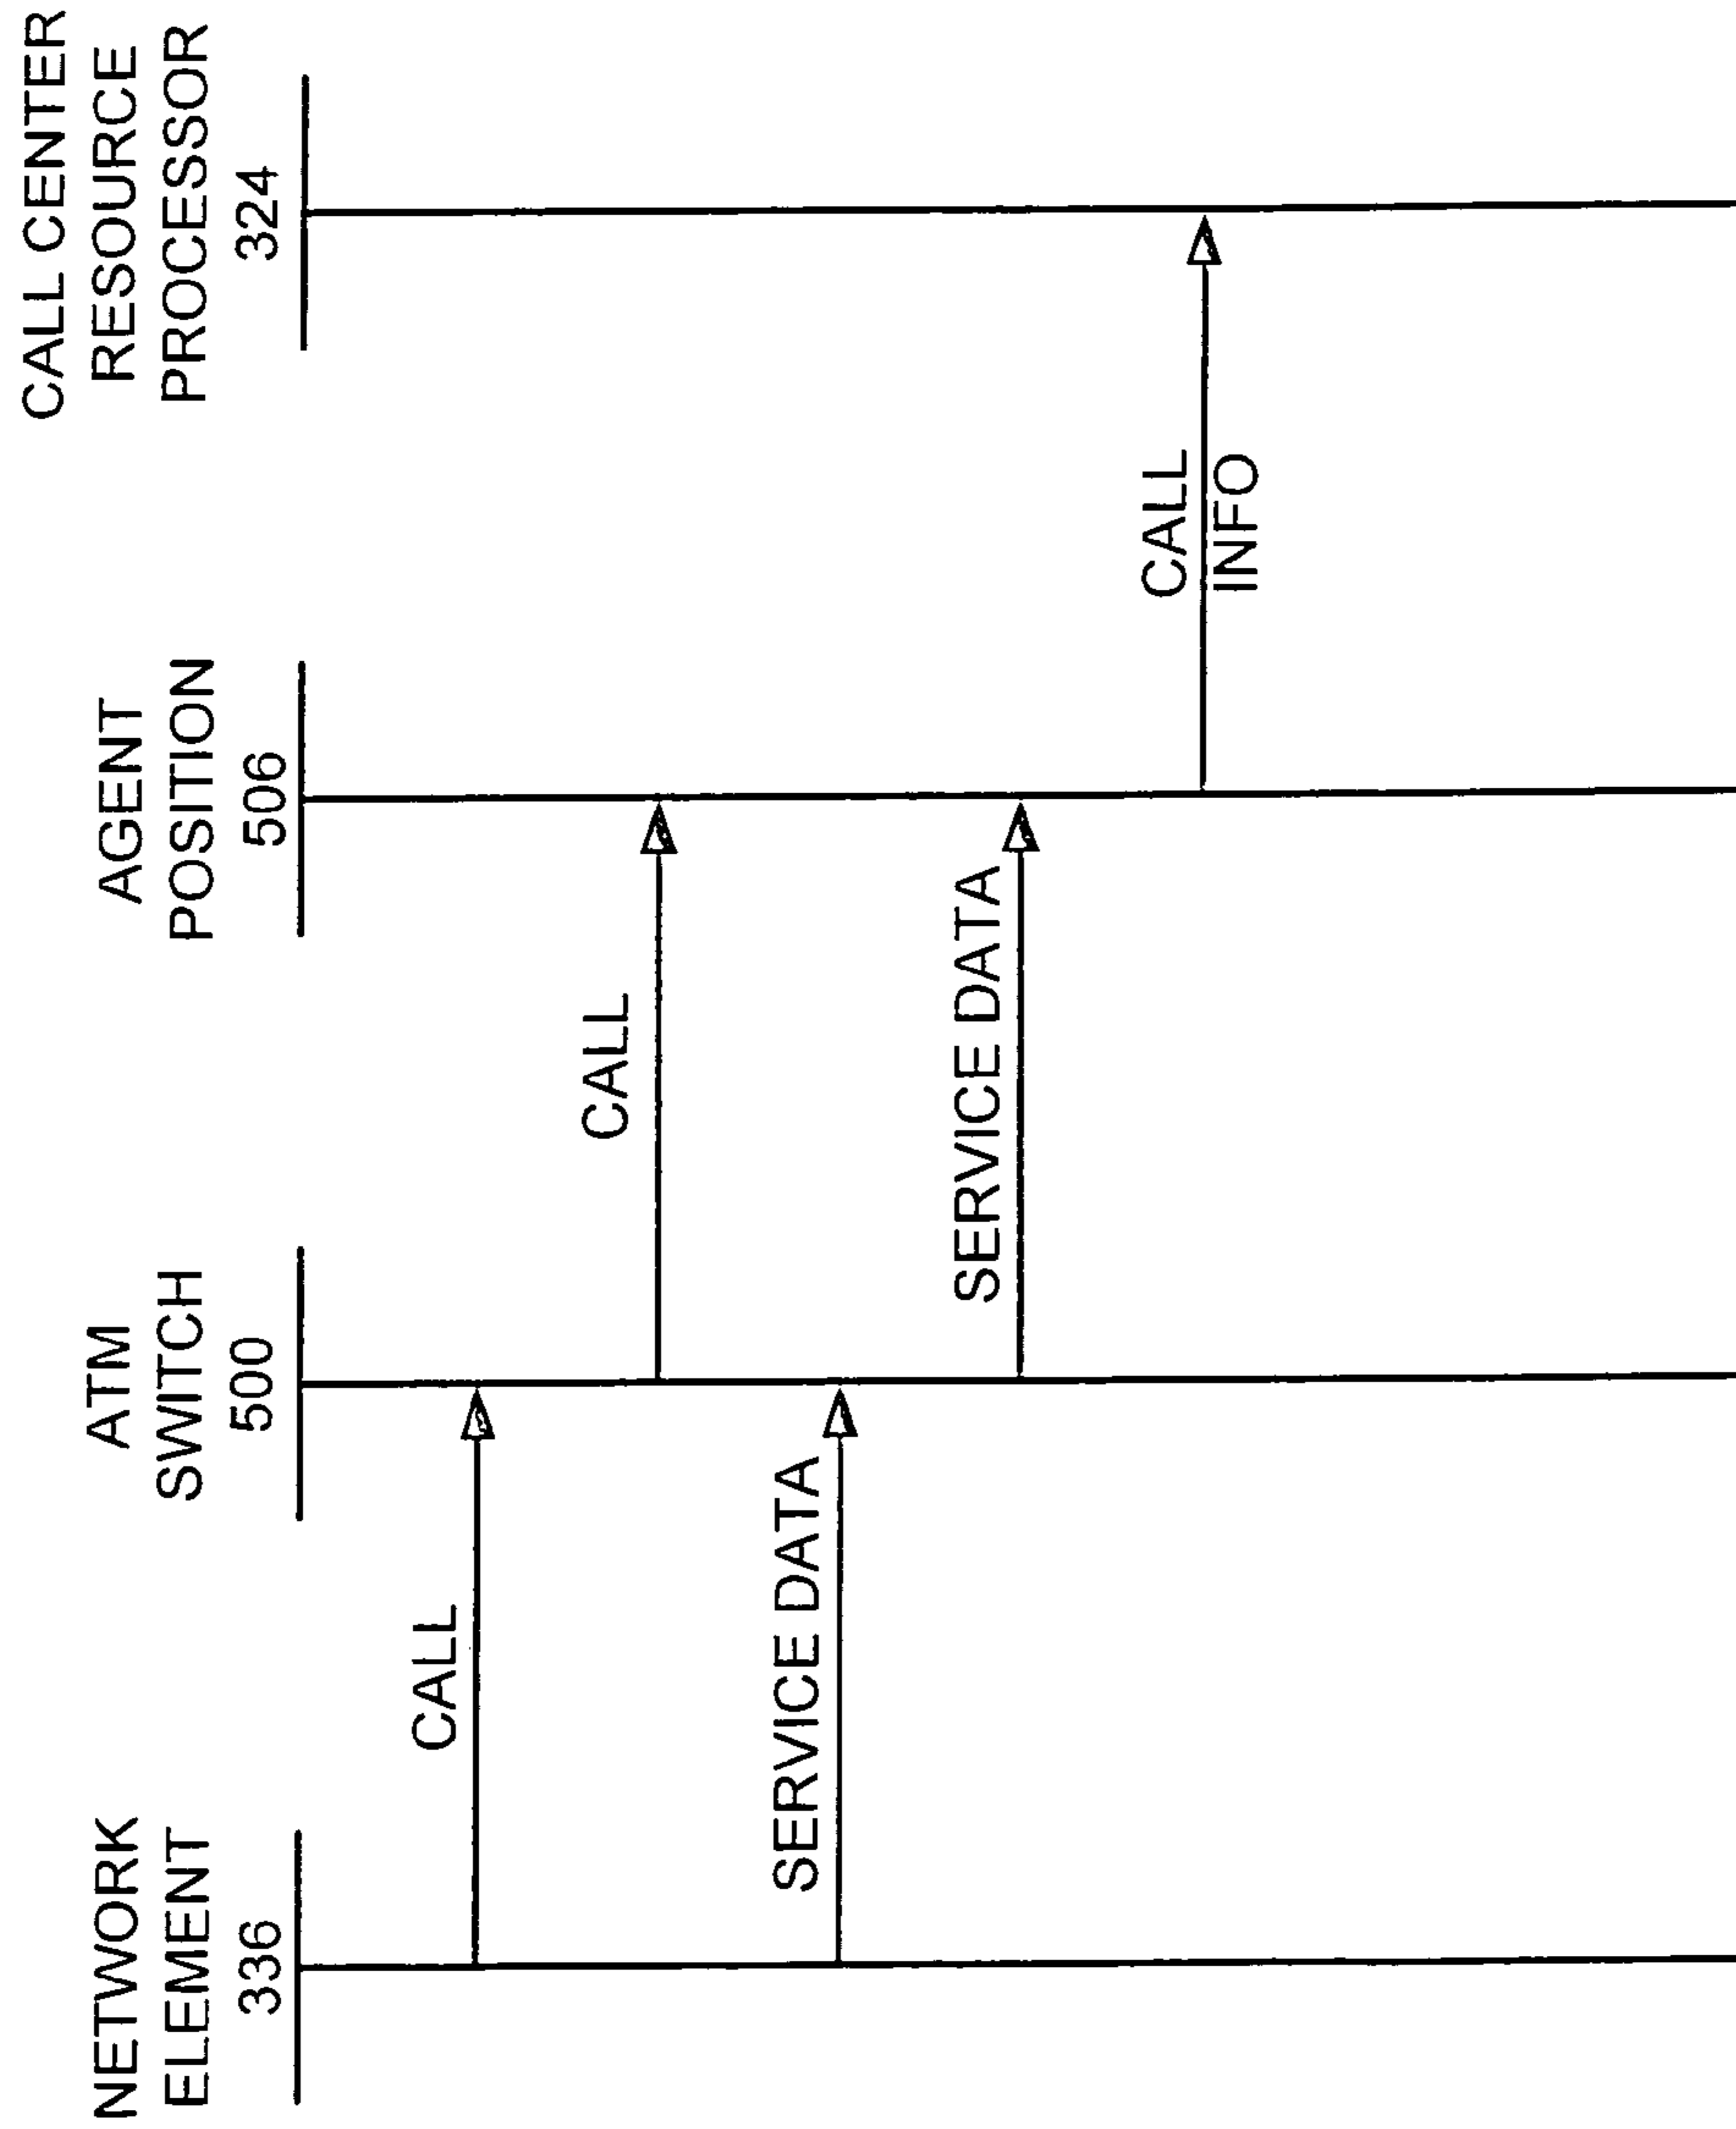 NETWORK
ELEMENT
336
ATM
SWITCH
500
AGENT
POSITION
506
CALL CENTER
RESOURCE
PROCESSOR
324
CALL
CALL
SERVICE DATA
SERVICE DATA
CALL
INFO